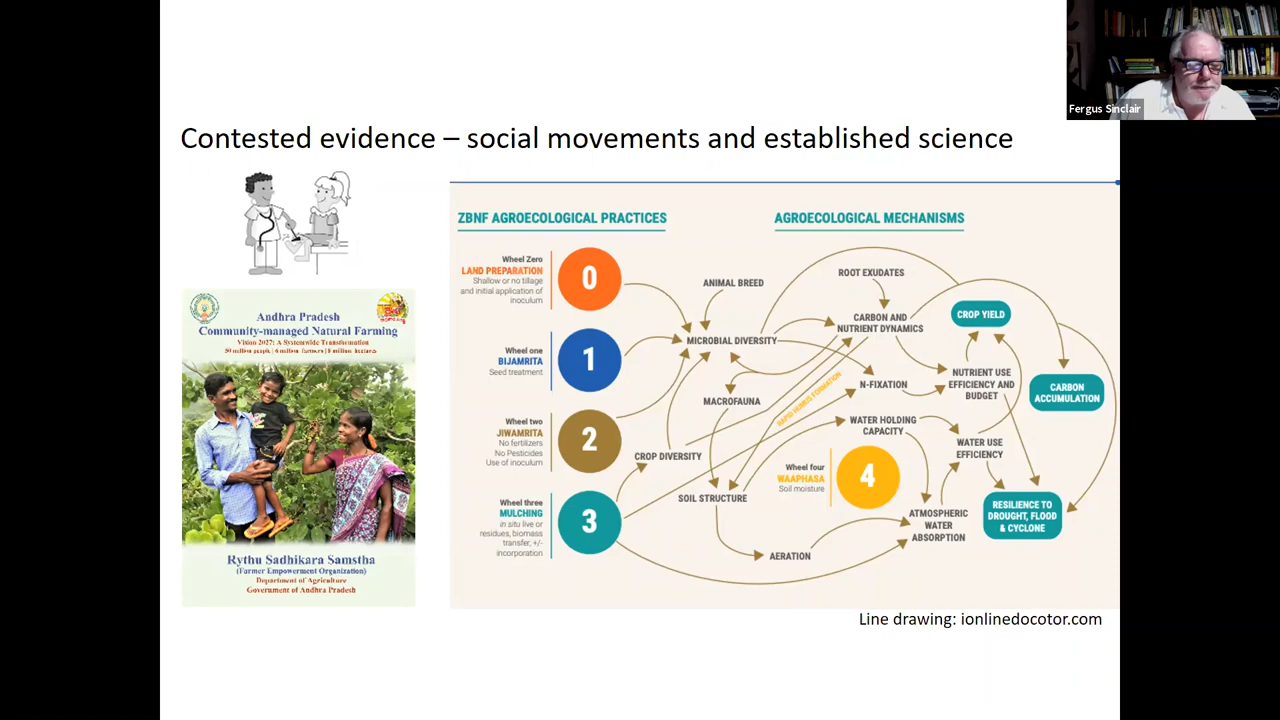 Fergus Sinclair
Contested evidence – social movements and established science
Andhra Pradesh
Community-managed Natural Farming
Vision 2027: A Systemwide Transformation
50 million people | 6 million farmers | 8 million hectares
Rythu Sadhikara Samstha
(Farmer Empowerment Organization)
Department of Agriculture
Government of Andhra Pradesh
ZBNF AGROECOLOGICAL PRACTICES
Wheel Zero
LAND PREPARATION
Shallow or no tillage
and initial application of
inoculum
0
Wheel one
BIJAMRITA
Seed treatment
1
Wheel two
JIWAMRITA
No fertilizers
No Pesticides
Use of inoculum
2
Wheel three
MULCHING
in situ live or
residues, biomass
transfer, +/-
incorporation
3
AGROECOLOGICAL MECHANISMS
ANIMAL BREED
ROOT EXUDATES
MICROBIAL DIVERSITY
CARBON AND
NUTRIENT DYNAMICS
CROP YIELD
MACROFAUNA
RAPID HUMUS FORMATION
N-FIXATION
NUTRIENT USE
EFFICIENCY AND
BUDGET
CARBON
ACCUMULATION
CROP DIVERSITY
WATER HOLDING
CAPACITY
WATER USE
EFFICIENCY
SOIL STRUCTURE
Wheel four
WAAPHASA
Soil moisture
4
ATMOSPHERIC
WATER
ABSORPTION
RESILIENCE TO
DROUGHT, FLOOD
& CYCLONE
AERATION
Line drawing: ionlinedocotor.com